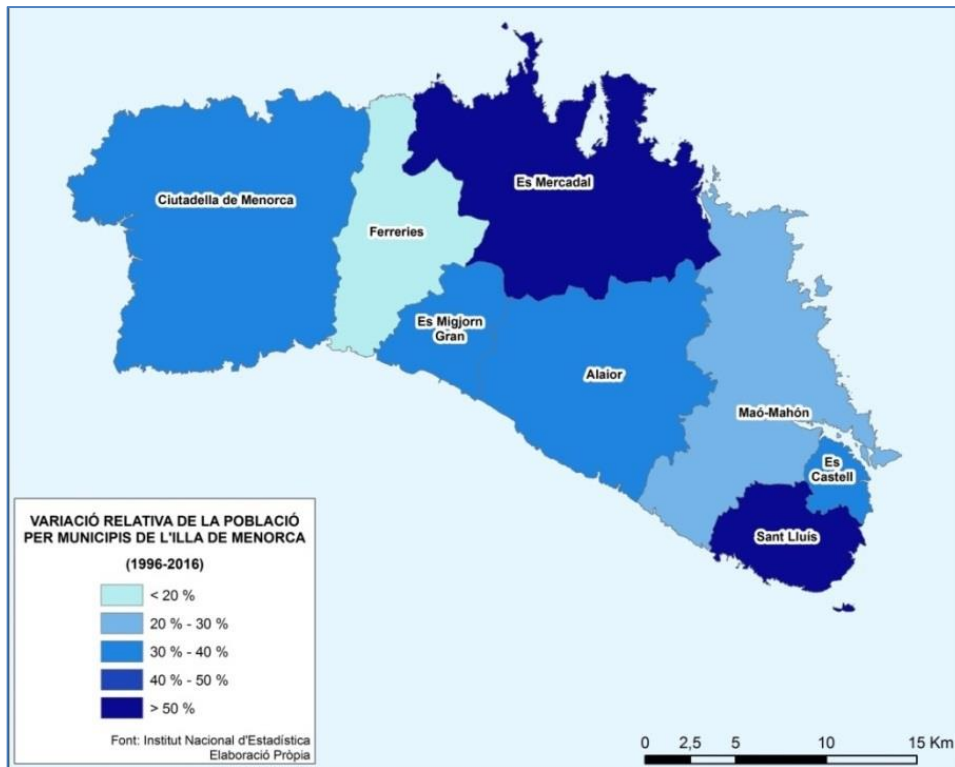 Es Mercadal
Ciutadella de Menorca
Ferreries
Es Migjorn
Gran
Alaior
Maó-Mahón
Es
Castell
Sant Lluís
VARIACIÓ RELATIVA DE LA POBLACIÓ
PER MUNICIPIS DE L'ILLA DE MENORCA
(1996-2016)
< 20 %
20 % - 30 %
30 % - 40 %
40 % - 50 %
> 50 %
Font: Institut Nacional d'Estadística
Elaboració Pròpia
0 2,5 5 10 15 Km